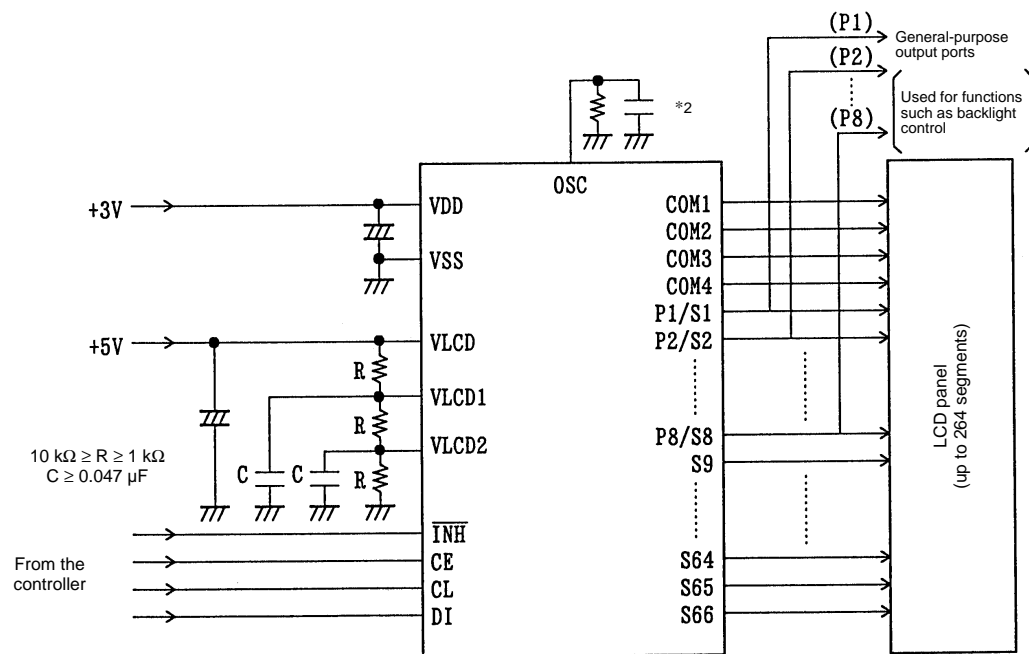 (P1)
General-purpose
output ports
(P2)
Used for functions
such as backlight
control
(P8)
*2
OSC
+3V
VDD
VSS
COM1
COM2
COM3
COM4
P1/S1
P2/S2
+5V
VLCD
R
VLCD1
R
VLCD2
R
C
C
10 kΩ ≥ R ≥ 1 kΩ
C ≥ 0.047 µF
P8/S8
S9
LCD panel
(up to 264 segments)
From the
controller
INH
CE
CL
DI
S64
S65
S66